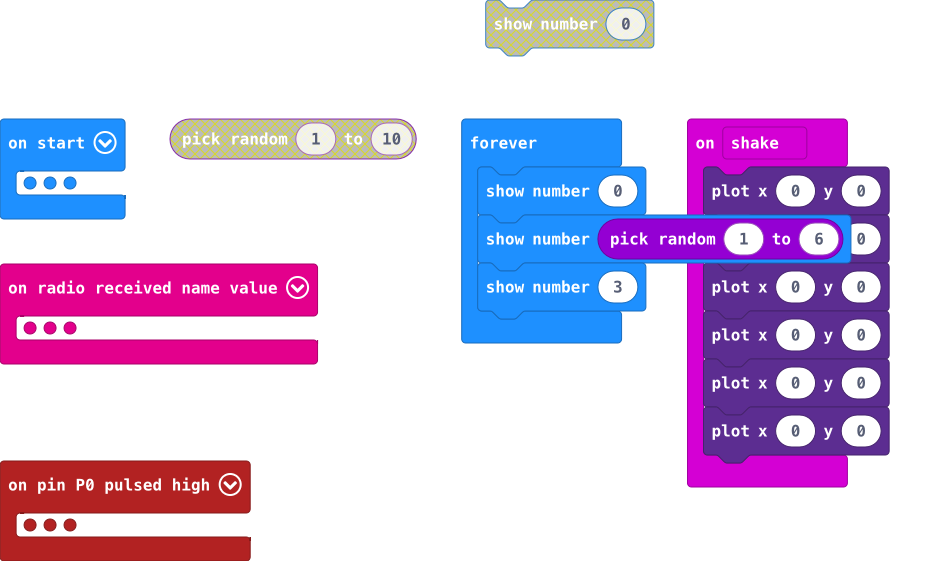 show number 0
on start
pick random 1 to 10
forever
show number 0
show number pick random 1 to 6
show number 3
on shake
plot x 0 y 0
0
plot x 0 y 0
plot x 0 y 0
plot x 0 y 0
plot x 0 y 0
on radio received name value
on pin P0 pulsed high